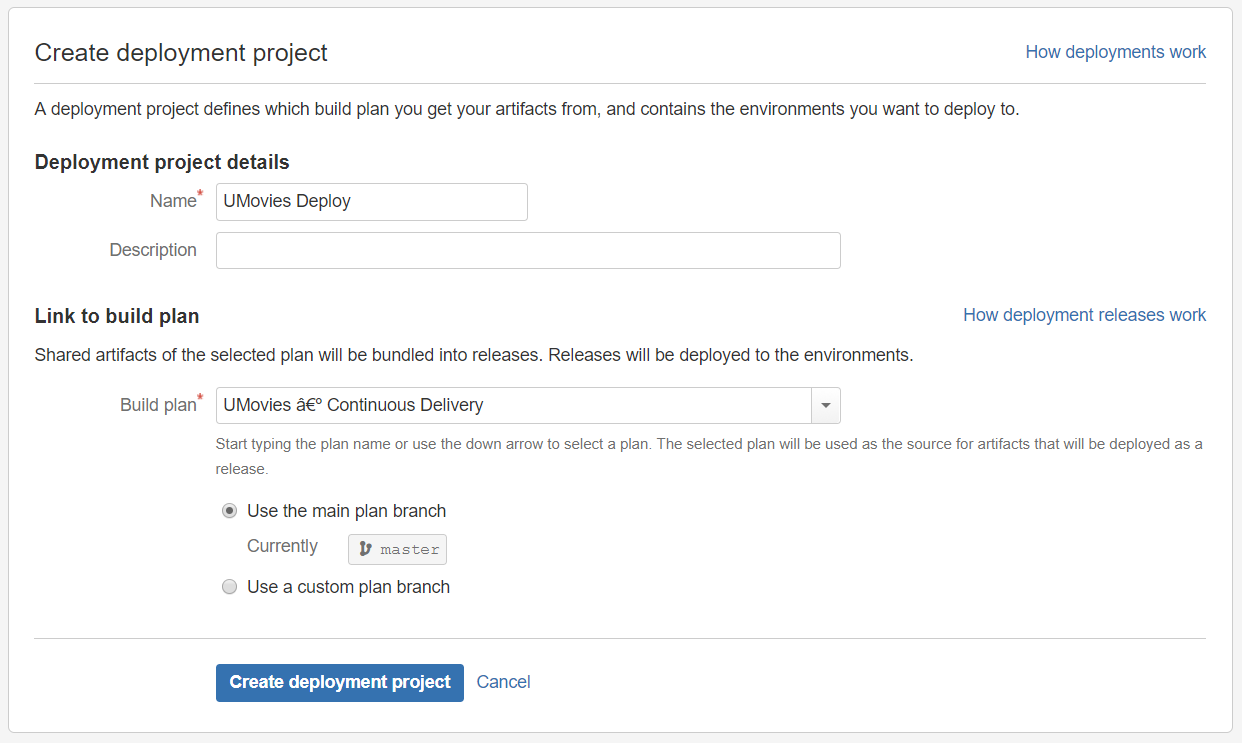 Create deployment project
How deployments work
A deployment project defines which build plan you get your artifacts from, and contains the environments you want to deploy to.
Deployment project details
Name*
UMovies Deploy
Description
Link to build plan
How deployment releases work
Shared artifacts of the selected plan will be bundled into releases. Releases will be deployed to the environments.
Build plan*
UMovies â€º Continuous Delivery
Start typing the plan name or use the down arrow to select a plan. The selected plan will be used as the source for artifacts that will be deployed as a
release.
Use the main plan branch
Currently
master
Use a custom plan branch
Create deployment project
Cancel